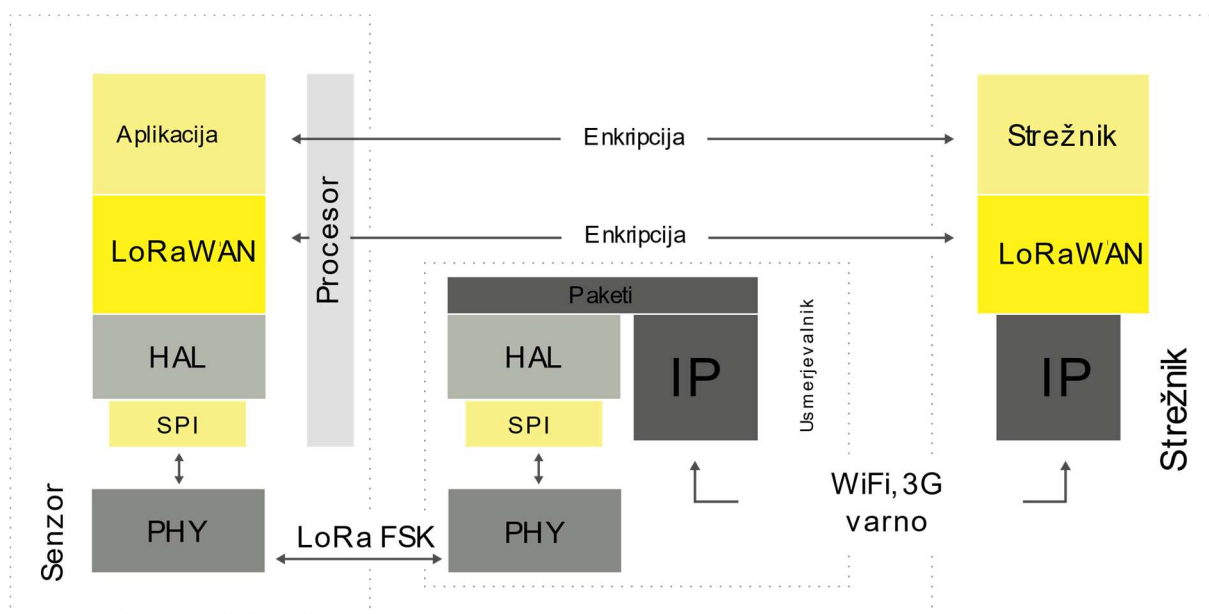 Aplikacija
LoRaWAN
HAL
SPI
PHY
Senzor
Procesor
Enkripcija
Enkripcija
Paketi
HAL
IP
SPI
PHY
Usmerjevalnik
LoRa FSK
WiFi, 3G
varno
Strežnik
LoRaWAN
IP
Strežnik